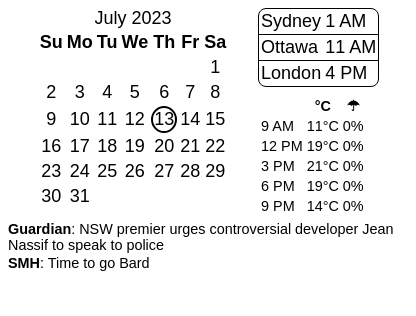 July 2023
Su Mo Tu We Th Fr Sa
1
2 3 4 5 6 7 8
9 10 11 12 13 14 15
16 17 18 19 20 21 22
23 24 25 26 27 28 29
30 31
Sydney 1 AM
Ottawa 11 AM
London 4 PM
°C ☂
9 AM 11°C 0%
12 PM 19°C 0%
3 PM 21°C 0%
6 PM 19°C 0%
9 PM 14°C 0%
Guardian: NSW premier urges controversial developer Jean
Nassif to speak to police
SMH: Time to go Bard